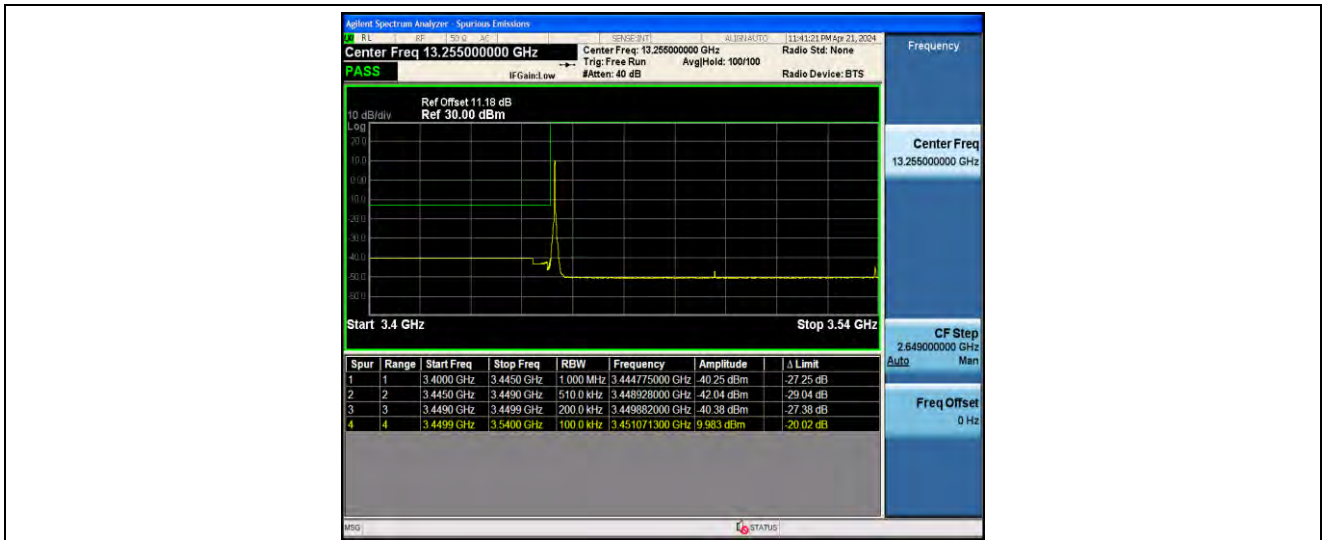 Agilent Spectrum Analyzer - Spurious Emissions
RL RF 50 Ω AC SENSE:INT ALIGN AUTO 11:41:21 PM Apr 21, 2024
Center Freq 13.255000000 GHz
Center Freq: 13.255000000 GHz
Radio Std: None
Trig: Free Run
Avg|Hold: 100/100
PASS
IFGain:Low
#Atten: 40 dB
Radio Device: BTS
Ref Offset 11.18 dB
10 dB/div Ref 30.00 dBm
Log
20.0
10.0
0.00
-10.0
-20.0
-30.0
-40.0
-50.0
-60.0
Start 3.4 GHz
Stop 3.54 GHz
Spur Range Start Freq Stop Freq RBW Frequency Amplitude Δ Limit
1 1 3.4000 GHz 3.4450 GHz 1.000 MHz 3.444775000 GHz -40.25 dBm -27.25 dB
2 2 3.4450 GHz 3.4490 GHz 510.0 kHz 3.448928000 GHz -42.04 dBm -29.04 dB
3 3 3.4490 GHz 3.4499 GHz 200.0 kHz 3.449882000 GHz -40.38 dBm -27.38 dB
4 4 3.4499 GHz 3.5400 GHz 100.0 kHz 3.451071300 GHz 9.983 dBm -20.02 dB
MSG
STATUS
Frequency
Center Freq
13.255000000 GHz
CF Step
2.649000000 GHz
Auto Man
Freq Offset
0 Hz